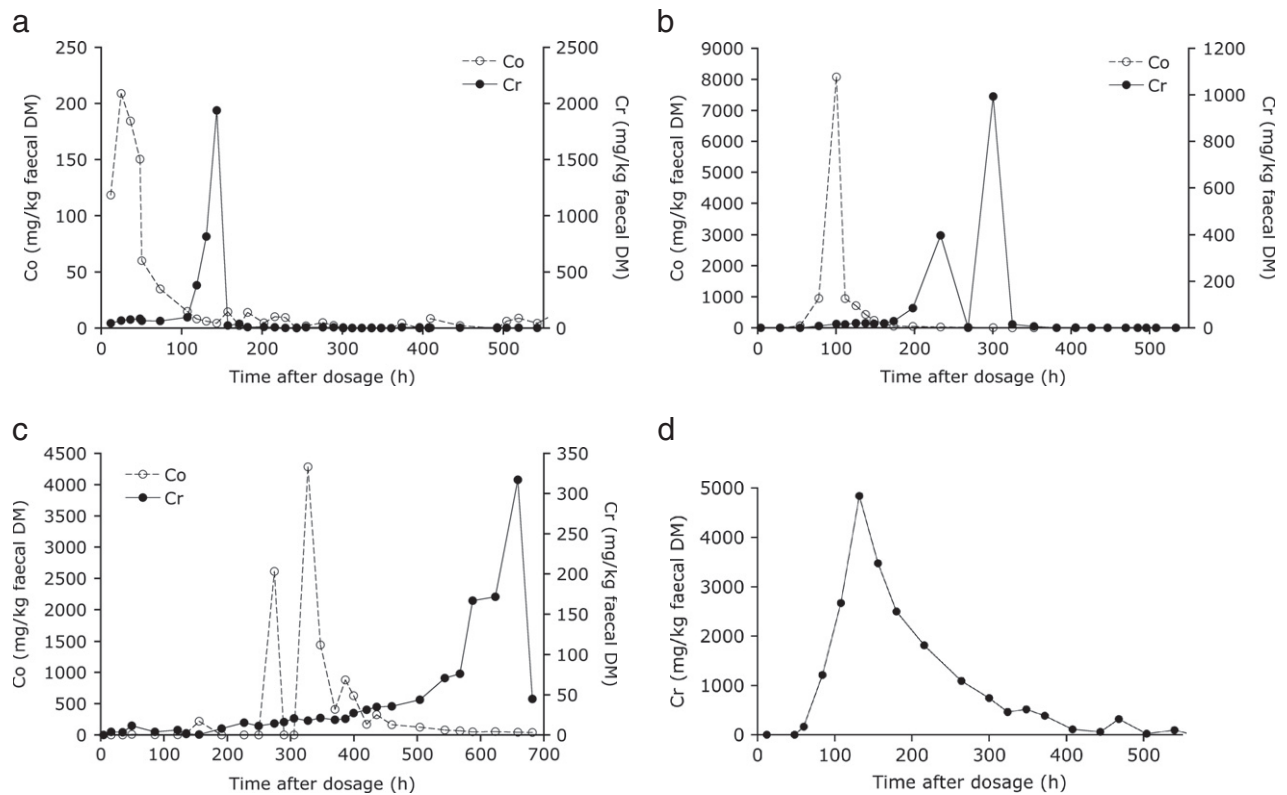 a
250
200
150
100
50
0
2500
2000
1500
1000
500
0
Co
Cr
Co (mg/kg faecal DM)
Cr (mg/kg faecal DM)
0 100 200 300 400 500
Time after dosage (h)
b
9000
8000
7000
6000
5000
4000
3000
2000
1000
0
1200
1000
800
600
400
200
0
Co
Cr
Co (mg/kg faecal DM)
Cr (mg/kg faecal DM)
0 100 200 300 400 500
Time after dosage (h)
c
4500
4000
3500
3000
2500
2000
1500
1000
500
0
350
300
250
200
150
100
50
0
Co
Cr
Co (mg/kg faecal DM)
Cr (mg/kg faecal DM)
0 100 200 300 400 500 600 700
Time after dosage (h)
d
5000
4000
3000
2000
1000
0
Cr (mg/kg faecal DM)
0 100 200 300 400 500
Time after dosage (h)